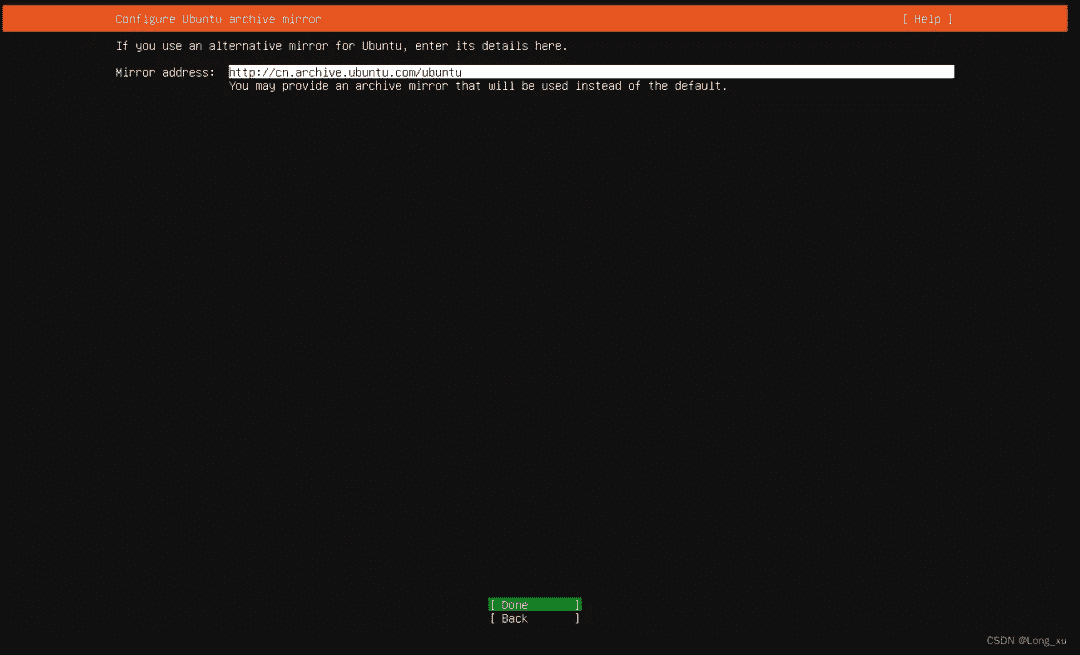 Configure Ubuntu archive mirror [ Help ]
If you use an alternative mirror for Ubuntu, enter its details here.
Mirror address: http://cn.archive.ubuntu.com/ubuntu
You may provide an archive mirror that will be used instead of the default.
[ Done ]
[ Back ]
CSDN @Long_xu